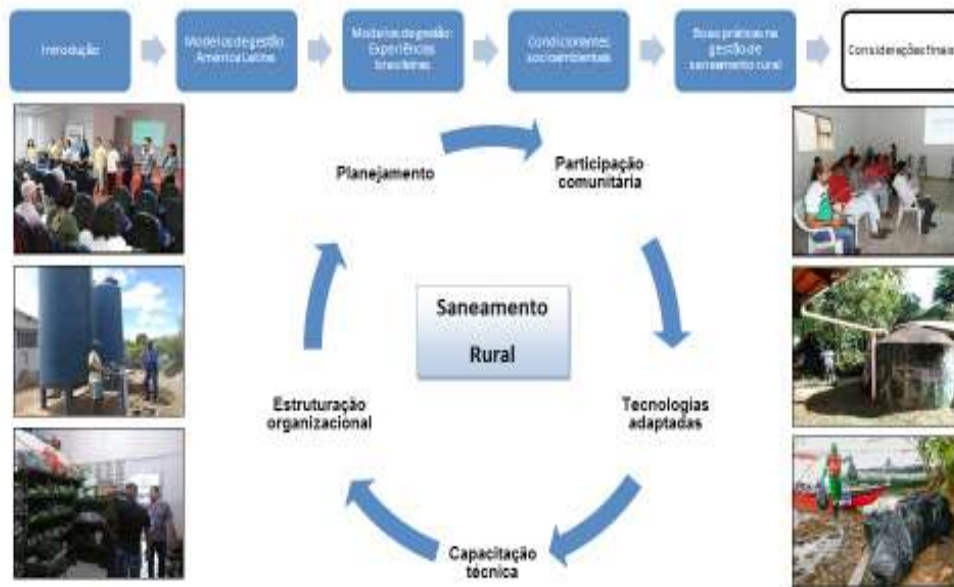 Introdução
Modelos de gestão:
América Latina
Modelos de gestão:
Experiências
brasileiras
Condicionantes
socioambientais
Boas práticas na
gestão de
saneamento rural
Considerações finais
Planejamento
Participação
comunitária
Saneamento
Rural
Estruturação
organizacional
Tecnologias
adaptadas
Capacitação
técnica